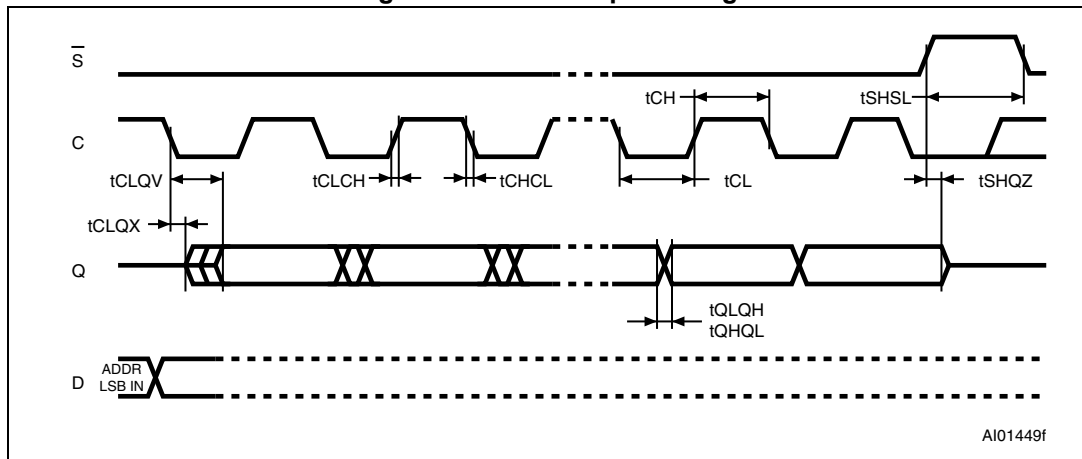 S
tCH
tSHSL
C
tCLQV
tCLCH
tCHCL
tCL
tSHQZ
tCLQX
Q
tQLQH
tQHQL
D
ADDR
LSB IN
AI01449f